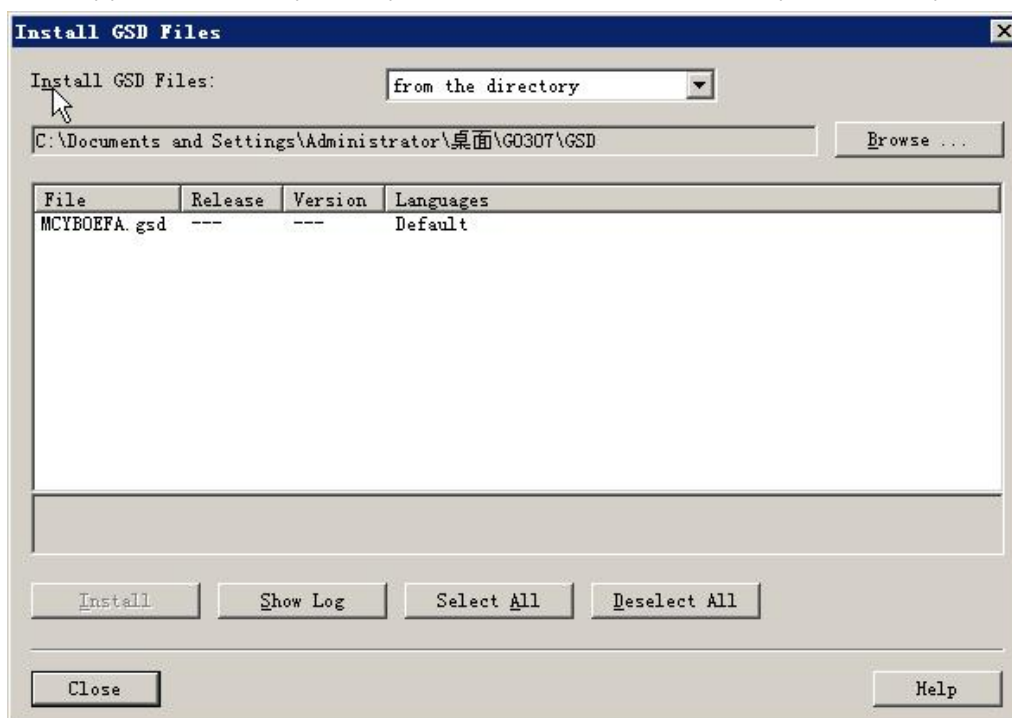 Install GSD Files
Install GSD Files:
from the directory
C:\Documents and Settings\Administrator\桌面\G0307\GSD
Browse ...
File Release Version Languages
MCYBOEFA.gsd --- --- Default
Install Show Log Select All Deselect All
Close Help